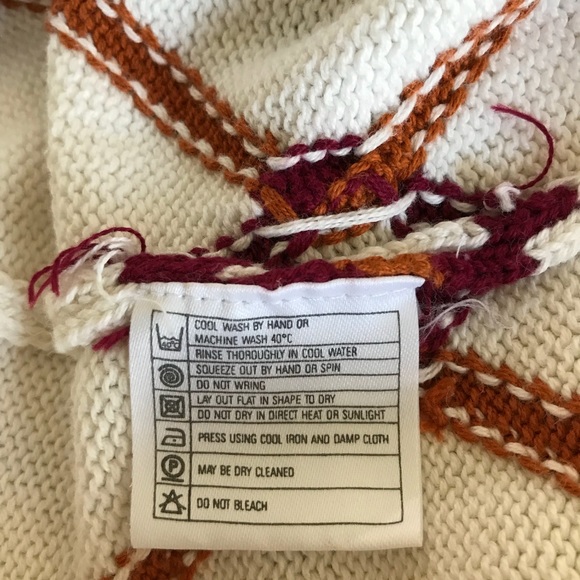 COOL WASH BY HAND OR
MACHINE WASH 40°C
RINSE THOROUGHLY IN COOL WATER
SQUEEZE OUT BY HAND OR SPIN
DO NOT WRING
LAY OUT FLAT IN SHAPE TO DRY
DO NOT DRY IN DIRECT HEAT OR SUNLIGHT
PRESS USING COOL IRON AND DAMP CLOTH
P
MAY BE DRY CLEANED
DO NOT BLEACH